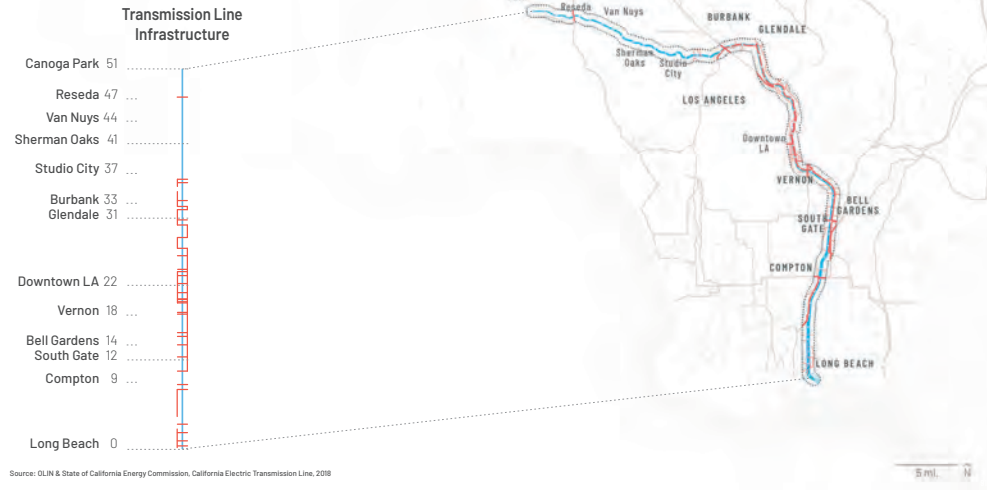 Transmission Line
Infrastructure
Canoga Park 51
Reseda 47 ...
Van Nuys 44 ...
Sherman Oaks 41
Studio City 37
Burbank 33 ...
Glendale 31
Downtown LA 22
Vernon 18 ...
Bell Gardens 14 ...
South Gate 12
Compton 9 ...
Long Beach 0
Source: OLIN & State of California Energy Commission, California Electric Transmission Line, 2018
Reseda
Van Nuys
Sherman
Oaks
Studio
City
BURBANK
GLENDALE
LOS ANGELES
Downtown
LA
VERNON
BELL
GARDENS
SOUTH
GATE
COMPTON
LONG BEACH
5 mi.
N